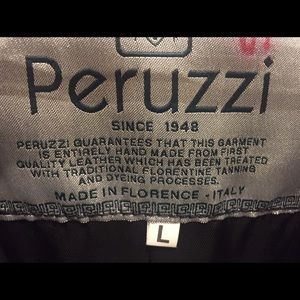 Peruzzi
SINCE 1948
PERUZZI GUARANTEES THAT THIS GARMENT
IS ENTIRELY HAND MADE FROM FIRST
QUALITY LEATHER WHICH HAS BEEN TREATED
WITH TRADITIONAL FLORENTINE TANNING
AND DYEING PROCESSES.
MADE IN FLORENCE - ITALY
L